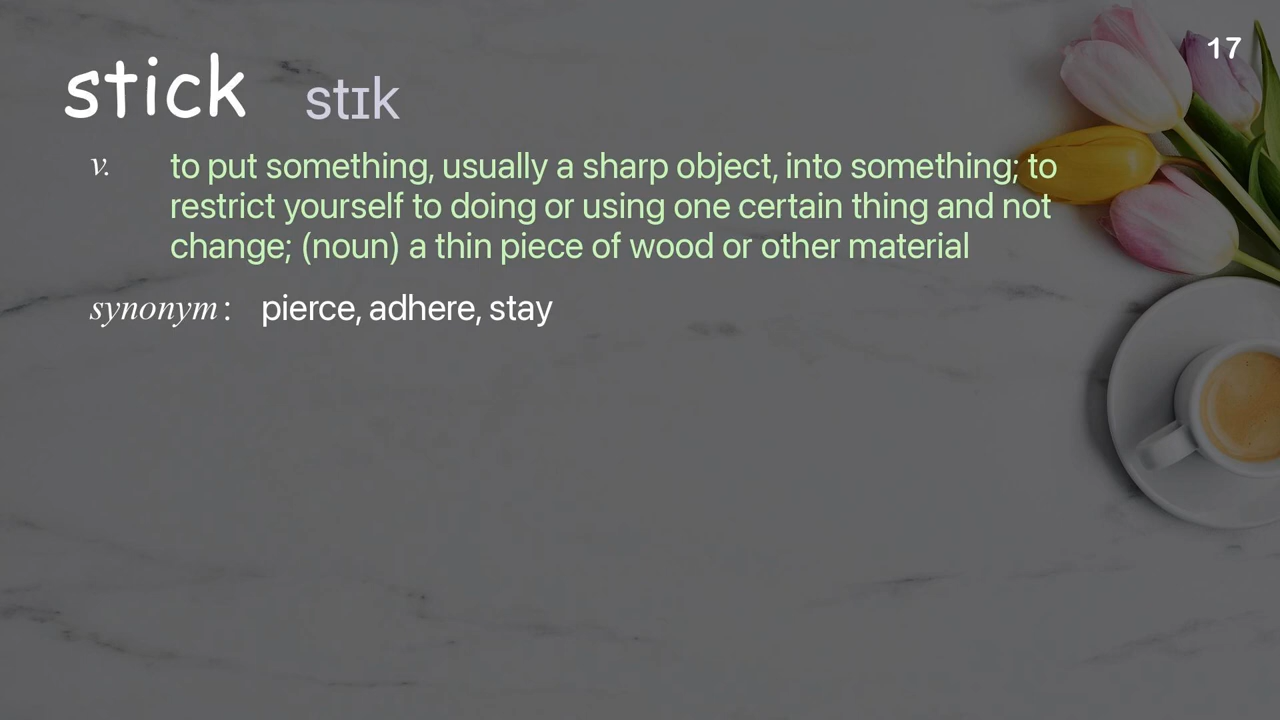 17
stick stɪk
v. to put something, usually a sharp object, into something; to
restrict yourself to doing or using one certain thing and not
change; (noun) a thin piece of wood or other material
synonym: pierce, adhere, stay